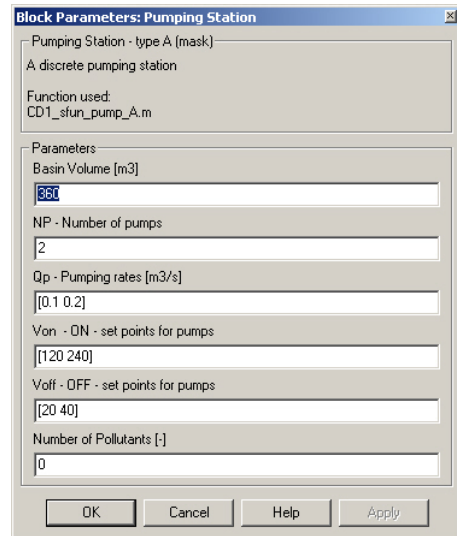 Block Parameters: Pumping Station
Pumping Station - type A (mask)
A discrete pumping station
Function used:
CD1_sfun_pump_A.m
Parameters
Basin Volume [m3]
360
NP - Number of pumps
2
Qp - Pumping rates [m3/s]
[0.1 0.2]
Von - ON - set points for pumps
[120 240]
Voff - OFF - set points for pumps
[20 40]
Number of Pollutants [-]
0
OK Cancel Help Apply